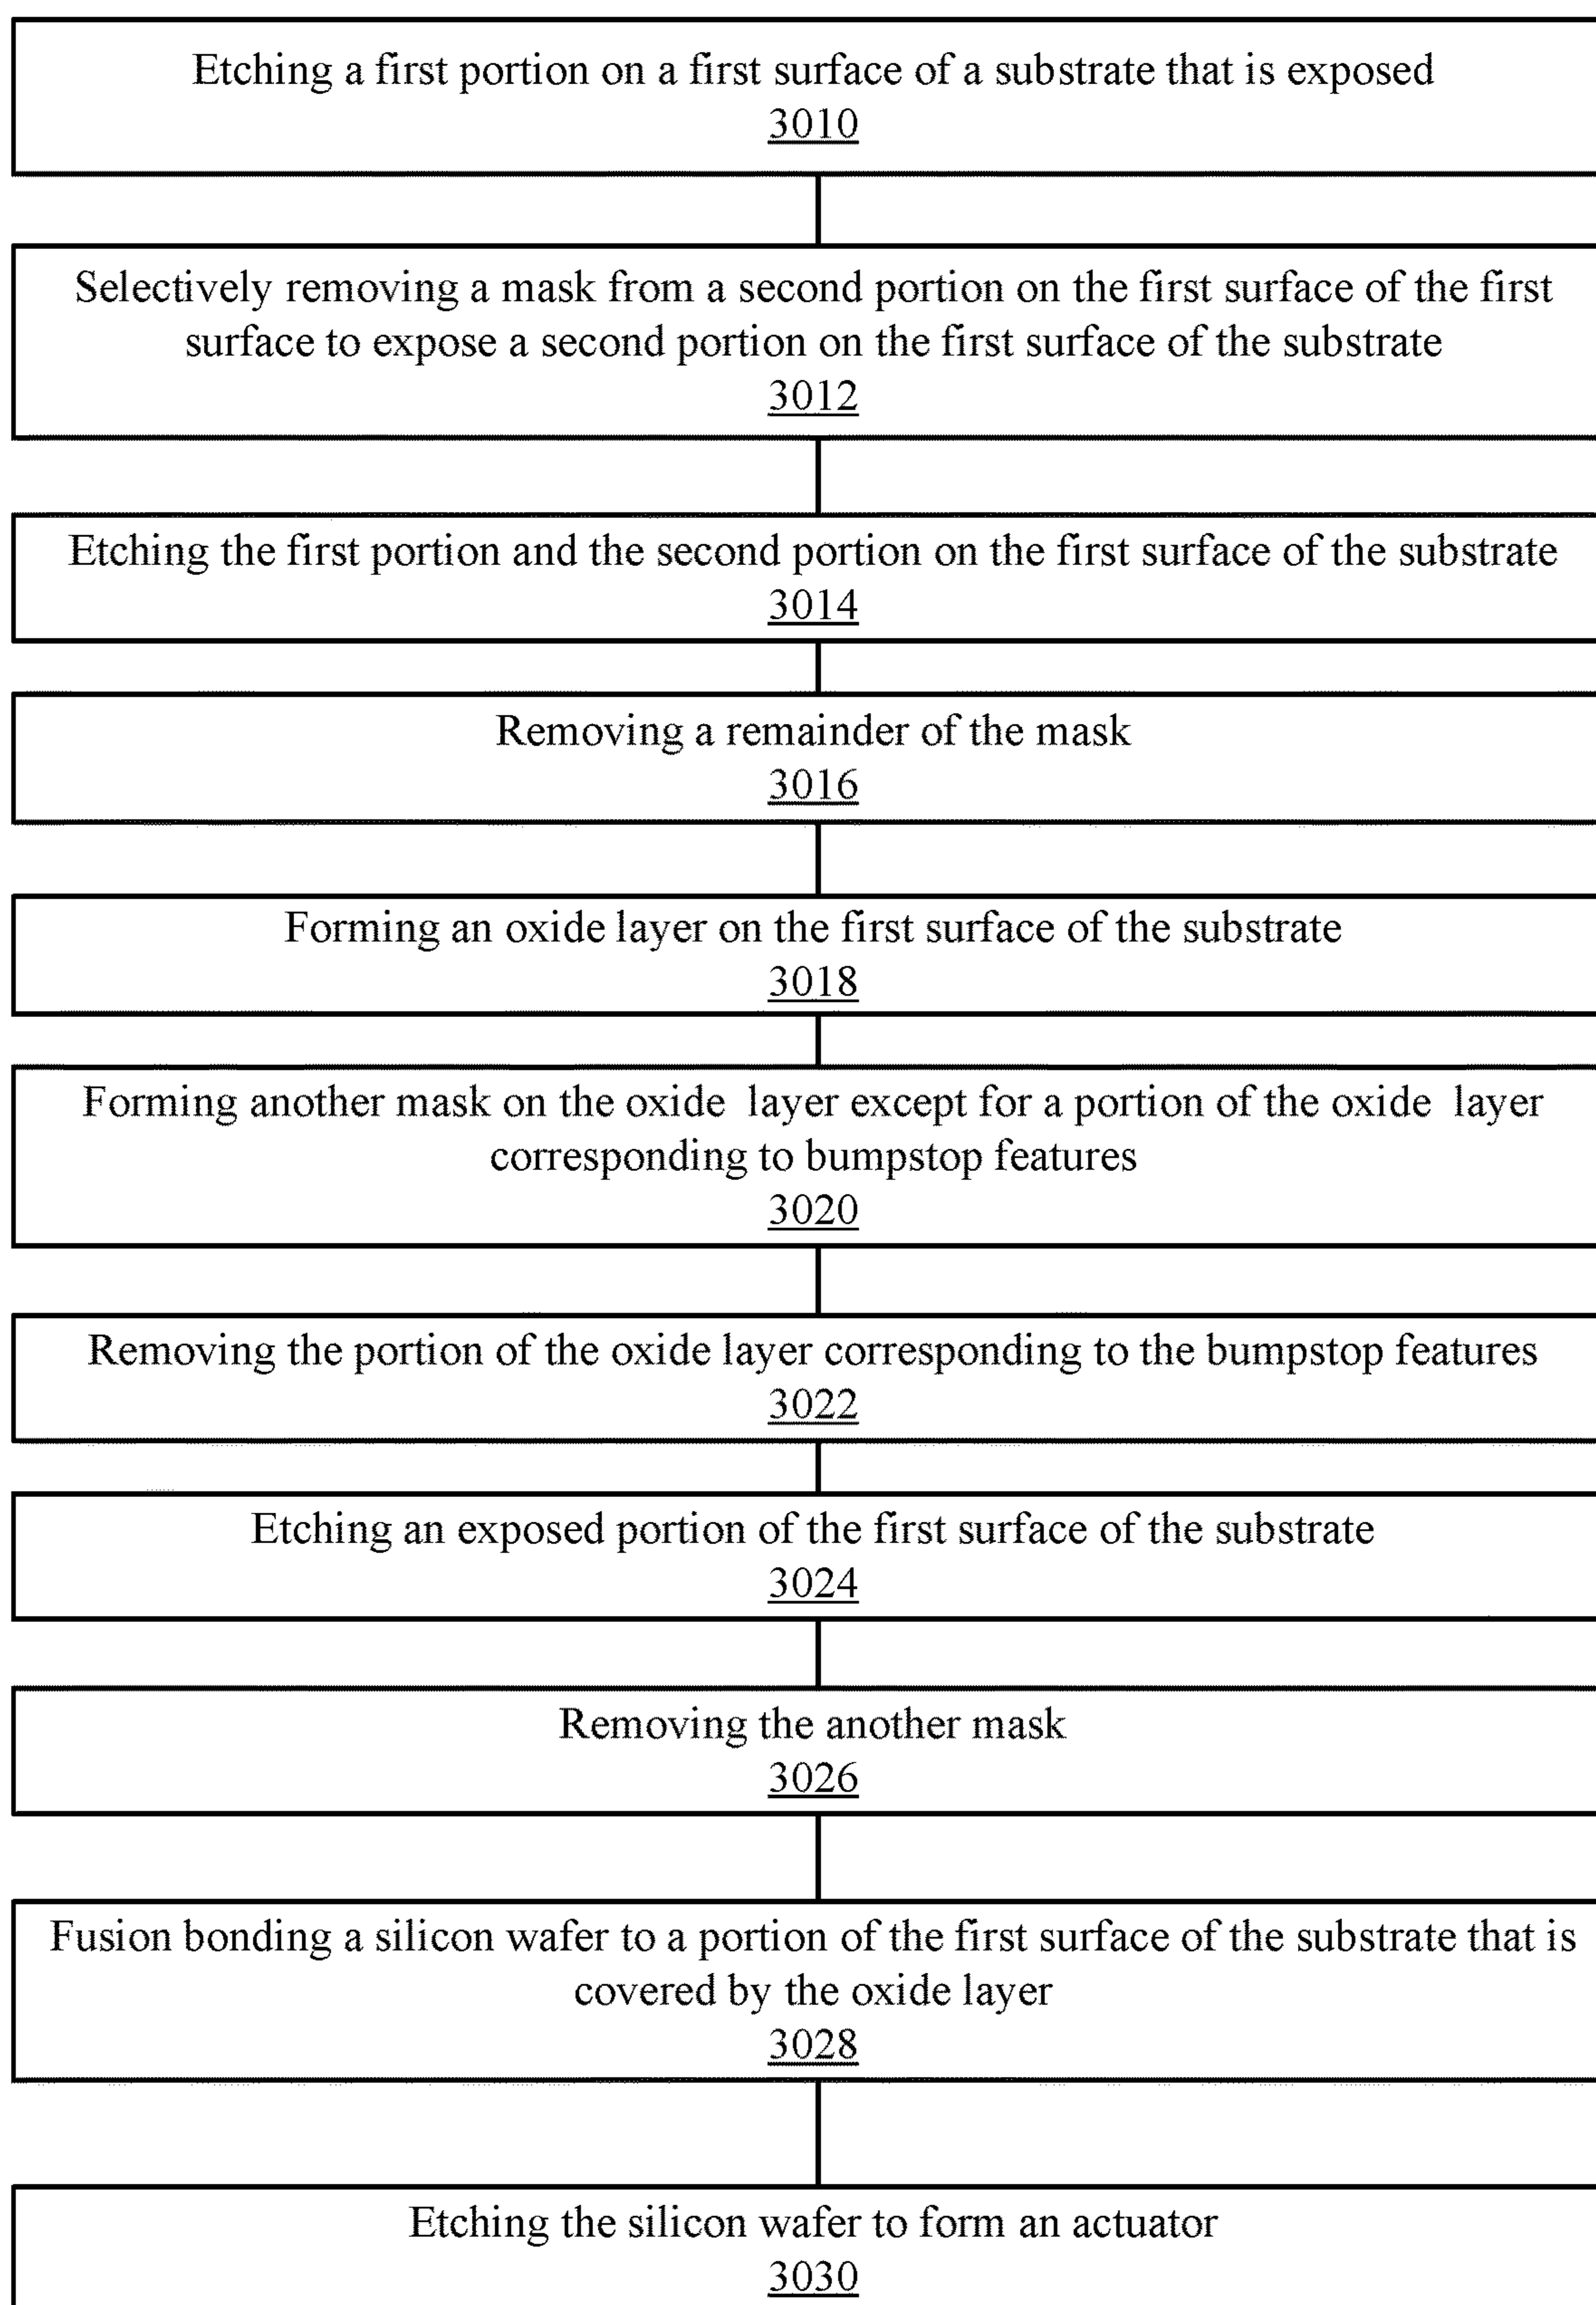 Etching a first portion on a first surface of a substrate that is exposed
3010
Selectively removing a mask from a second portion on the first surface of the first
surface to expose a second portion on the first surface of the substrate
3012
Etching the first portion and the second portion on the first surface of the substrate
3014
Removing a remainder of the mask
3016
Forming an oxide layer on the first surface of the substrate
3018
Forming another mask on the oxide layer except for a portion of the oxide layer
corresponding to bumpstop features
3020
Removing the portion of the oxide layer corresponding to the bumpstop features
3022
Etching an exposed portion of the first surface of the substrate
3024
Removing the another mask
3026
Fusion bonding a silicon wafer to a portion of the first surface of the substrate that is
covered by the oxide layer
3028
Etching the silicon wafer to form an actuator
3030